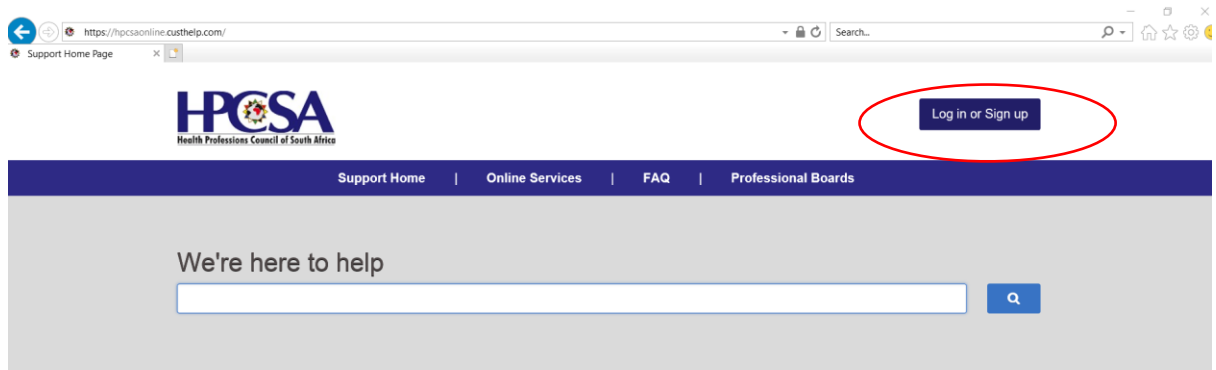 https://hpcsaonline.custhelp.com/
Search...
Support Home Page
HPCSA
Health Professions Council of South Africa
Log in or Sign up
Support Home | Online Services | FAQ | Professional Boards
We're here to help